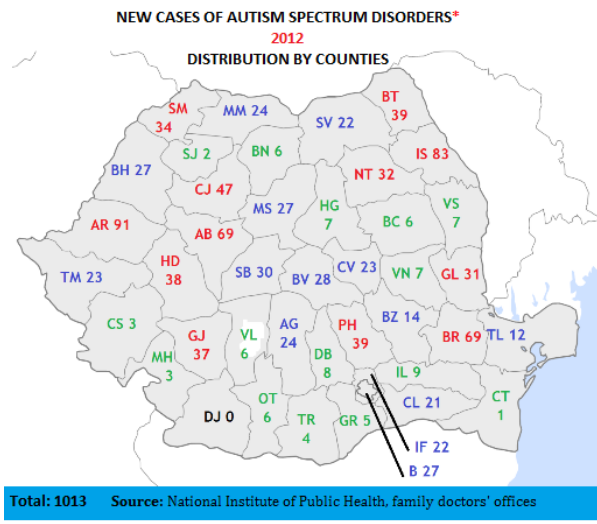 NEW CASES OF AUTISM SPECTRUM DISORDERS*
2012
DISTRIBUTION BY COUNTIES
SM
34
MM 24
SV 22
BT
39
SJ 2
BN 6
IS 83
BH 27
NT 32
CJ 47
MS 27
HG
7
BC 6
VS
7
AR 91
AB 69
HD
38
TM 23
SB 30
BV 28
CV 23
VN 7
GL 31
CS 3
GJ
37
VL
6
AG
24
PH
39
BZ 14
BR 69
TL 12
MH
3
DB
8
IL 9
DJ 0
OT
6
TR
4
GR 5
CL 21
CT
1
IF 22
B 27
Total: 1013 Source: National Institute of Public Health, family doctors' offices